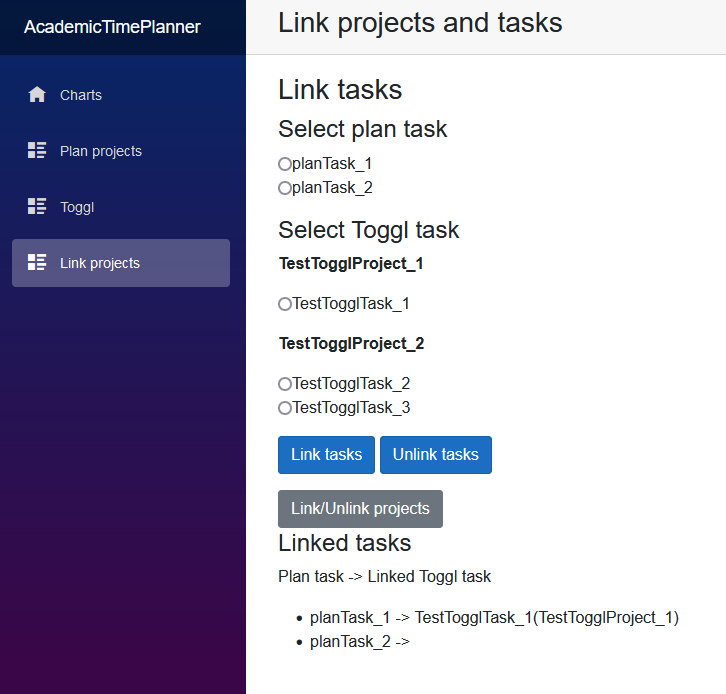 AcademicTimePlanner
Charts
Plan projects
Toggl
Link projects
Link projects and tasks
Link tasks
Select plan task
planTask_1
planTask_2
Select Toggl task
TestTogglProject_1
TestTogglTask_1
TestTogglProject_2
TestTogglTask_2
TestTogglTask_3
Link tasks Unlink tasks
Link/Unlink projects
Linked tasks
Plan task -> Linked Toggl task
• planTask_1 -> TestTogglTask_1(TestTogglProject_1)
• planTask_2 ->